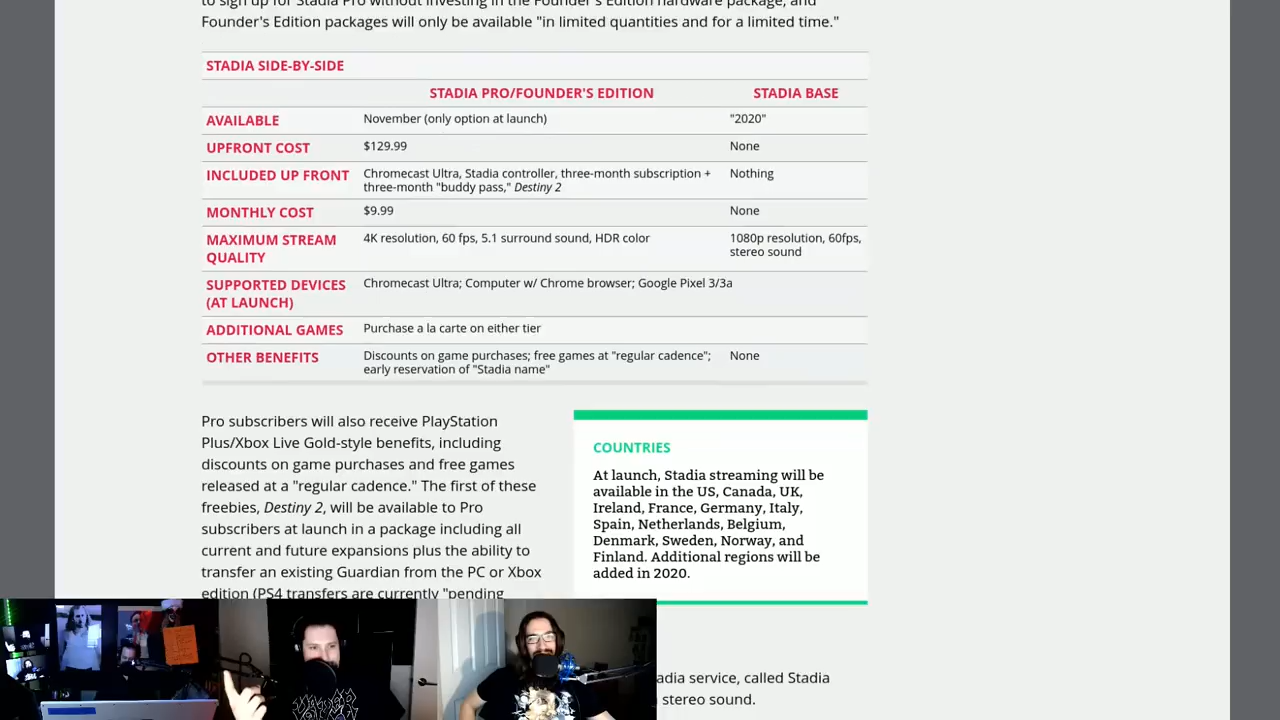 to sign up for Stadia Pro without investing in the Founder's Edition hardware package, and
Founder's Edition packages will only be available "in limited quantities and for a limited time."
STADIA SIDE-BY-SIDE
STADIA PRO/FOUNDER'S EDITION STADIA BASE
AVAILABLE November (only option at launch) "2020"
UPFRONT COST $129.99 None
INCLUDED UP FRONT Chromecast Ultra, Stadia controller, three-month subscription + Nothing
three-month "buddy pass," Destiny 2
MONTHLY COST $9.99 None
MAXIMUM STREAM 4K resolution, 60 fps, 5.1 surround sound, HDR color 1080p resolution, 60fps,
QUALITY stereo sound
SUPPORTED DEVICES Chromecast Ultra; Computer w/ Chrome browser; Google Pixel 3/3a
(AT LAUNCH)
ADDITIONAL GAMES Purchase a la carte on either tier
OTHER BENEFITS Discounts on game purchases; free games at "regular cadence"; None
early reservation of "Stadia name"
Pro subscribers will also receive PlayStation
Plus/Xbox Live Gold-style benefits, including
discounts on game purchases and free games
released at a "regular cadence." The first of these
freebies, Destiny 2, will be available to Pro
subscribers at launch in a package including all
current and future expansions plus the ability to
transfer an existing Guardian from the PC or Xbox
edition (PS4 transfers are currently "pending
COUNTRIES
At launch, Stadia streaming will be
available in the US, Canada, UK,
Ireland, France, Germany, Italy,
Spain, Netherlands, Belgium,
Denmark, Sweden, Norway, and
Finland. Additional regions will be
added in 2020.
adia service, called Stadia
stereo sound.